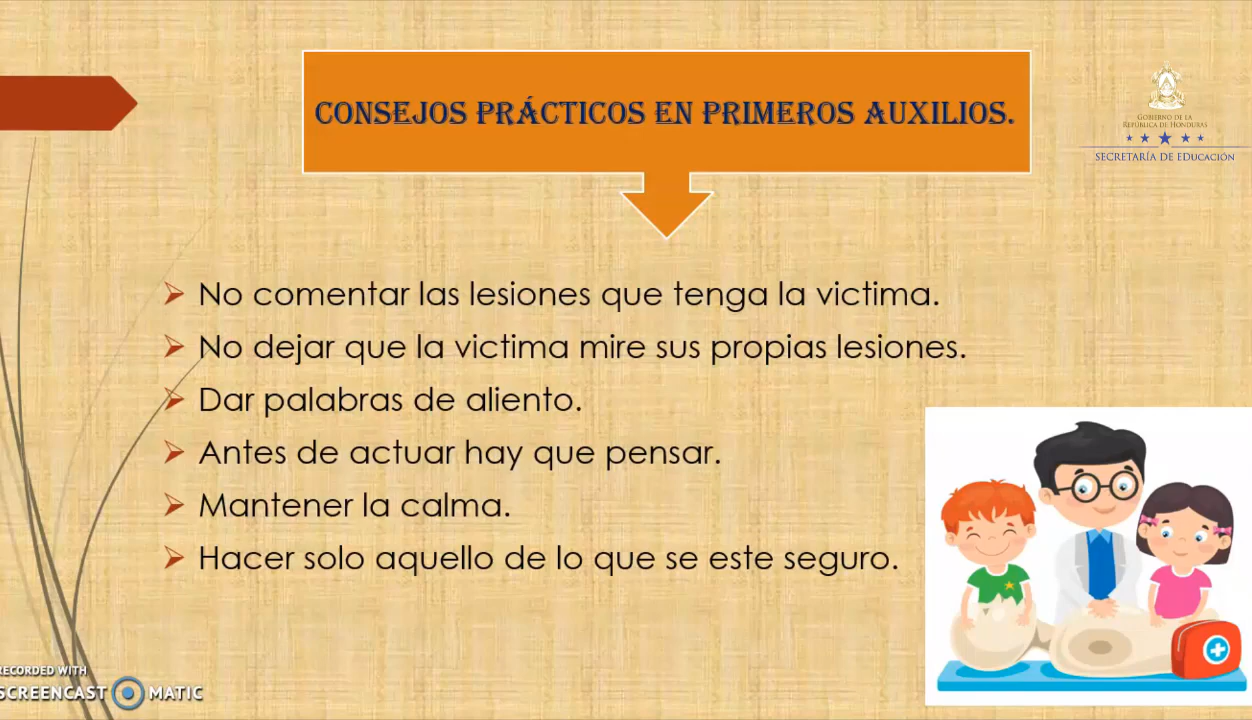 CONSEJOS PRÁCTICOS EN PRIMEROS AUXILIOS.
GOBIERNO DE LA
REPÚBLICA DE HONDURAS
SECRETARÍA DE EDUCACIÓN
No comentar las lesiones que tenga la victima.
No dejar que la victima mire sus propias lesiones.
Dar palabras de aliento.
Antes de actuar hay que pensar.
Mantener la calma.
Hacer solo aquello de lo que se este seguro.
RECORDED WITH
SCREENCAST MATIC